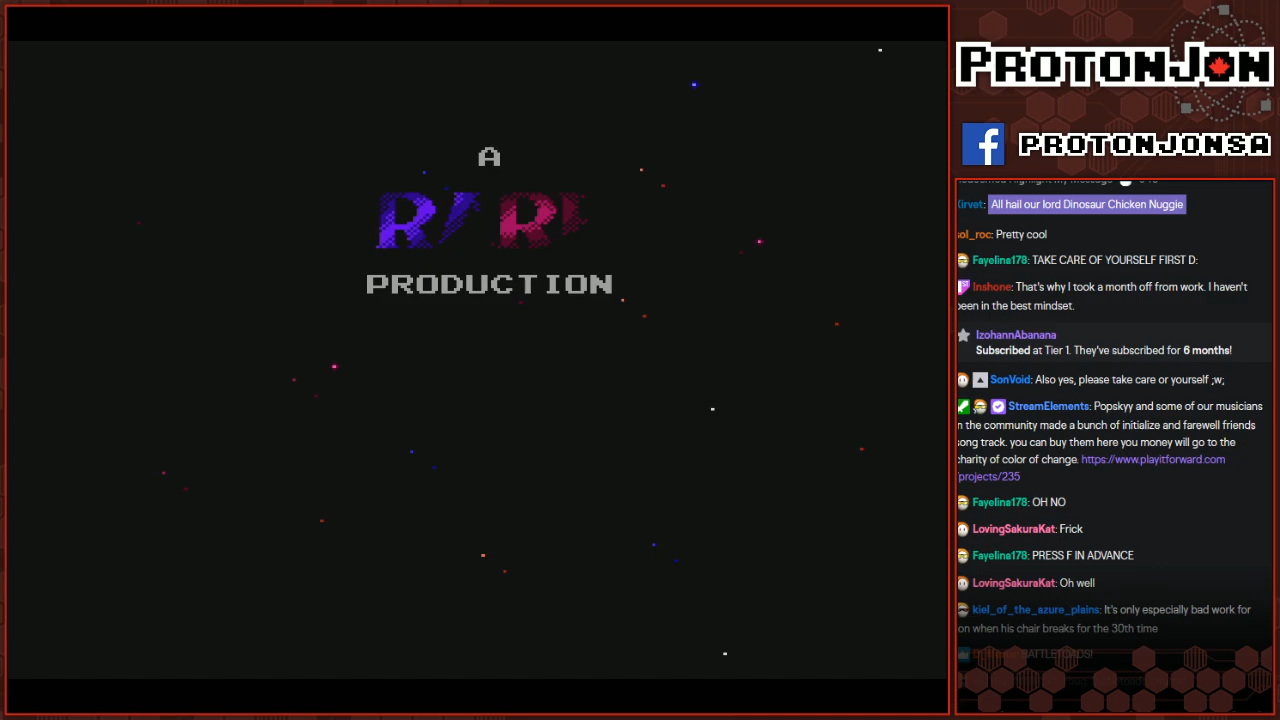 A
RARE
PRODUCTION
PROTONJON
PROTONJONSA
Kirvet: All hail our lord Dinosaur Chicken Nuggie
sol_roc: Pretty cool
Fayelina178: TAKE CARE OF YOURSELF FIRST D:
Inshone: That's why I took a month off from work. I haven't
been in the best mindset.
IzohannAbanana
Subscribed at Tier 1. They've subscribed for 6 months!
SonVoid: Also yes, please take care or yourself ;w;
StreamElements: Popskyy and some of our musicians
in the community made a bunch of initialize and farewell friends
song track. you can buy them here you money will go to the
charity of color of change. https://www.playitforward.com
/projects/235
Fayelina178: OH NO
LovingSakuraKat: Frick
Fayelina178: PRESS F IN ADVANCE
LovingSakuraKat: Oh well
kiel_of_the_azure_plains: It's only especially bad work for
on when his chair breaks for the 30th time
BATTLETOADS!